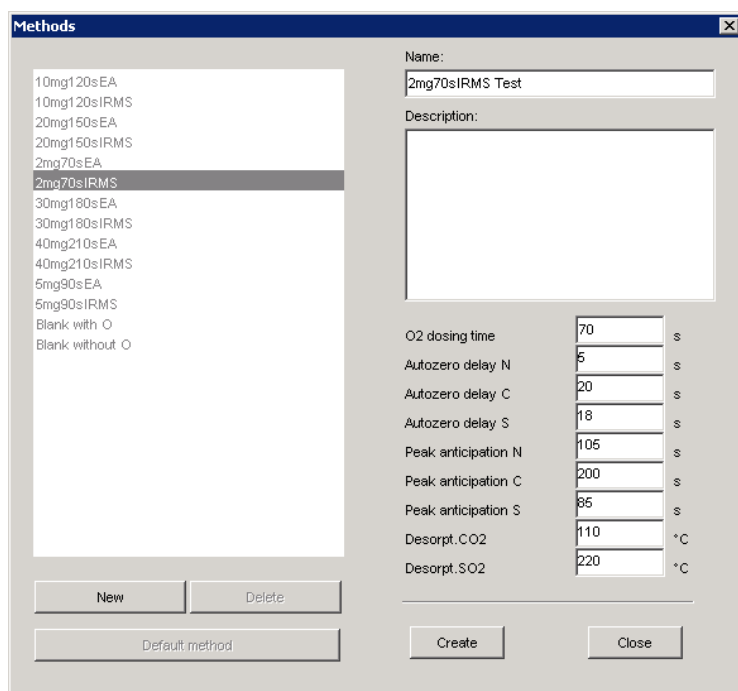 Methods
10mg120sEA
10mg120sIRMS
20mg150sEA
20mg150sIRMS
2mg70sEA
2mg70sIRMS
30mg180sEA
30mg180sIRMS
40mg210sEA
40mg210sIRMS
5mg90sEA
5mg90sIRMS
Blank with O
Blank without O
New
Delete
Default method
Name:
2mg70sIRMS Test
Description:
O2 dosing time 70 s
Autozero delay N 5 s
Autozero delay C 20 s
Autozero delay S 18 s
Peak anticipation N 105 s
Peak anticipation C 200 s
Peak anticipation S 85 s
Desorpt.CO2 110 °C
Desorpt.SO2 220 °C
Create
Close